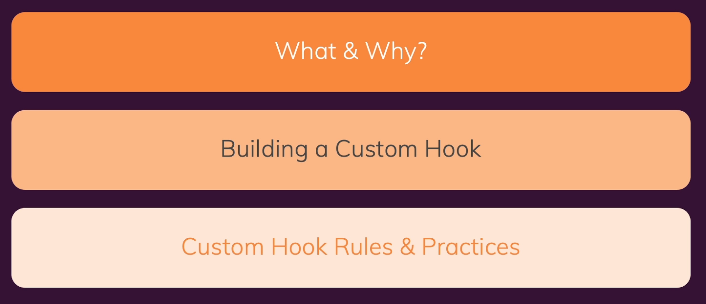 What & Why?
Building a Custom Hook
Custom Hook Rules & Practices